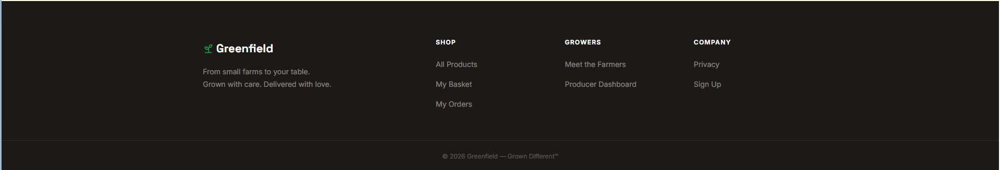 Greenfield
From small farms to your table.
Grown with care. Delivered with love.
SHOP
All Products
My Basket
My Orders
GROWERS
Meet the Farmers
Producer Dashboard
COMPANY
Privacy
Sign Up
© 2026 Greenfield — Grown Different™